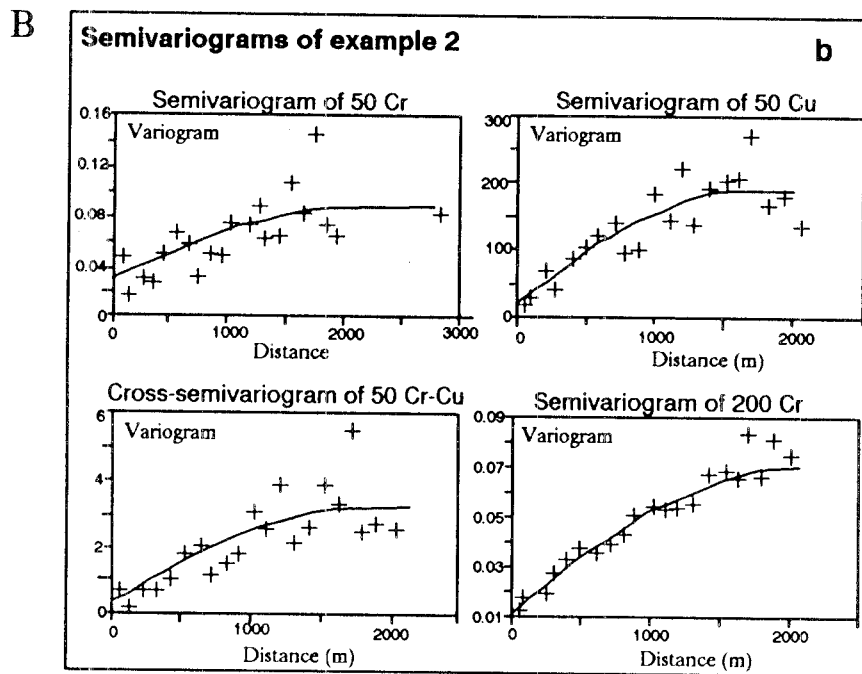 B
Semivariograms of example 2
b
Semivariogram of 50 Cr
0.16
Variogram
0.12
0.08
0.04
0
0
1000
2000
3000
Distance
Semivariogram of 50 Cu
300
Variogram
200
100
0
0
1000
2000
Distance (m)
Cross-semivariogram of 50 Cr-Cu
6
Variogram
4
2
0
0
1000
2000
Distance (m)
Semivariogram of 200 Cr
0.09
Variogram
0.07
0.05
0.03
0.01
0
1000
2000
Distance (m)